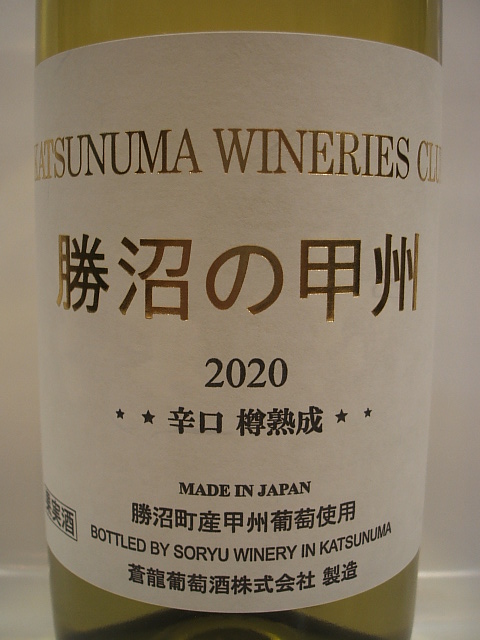 KATSUNUMA WINERIES CLU
勝沼の甲州
2020
★ ★ 辛口 樽熟成 ★ ★
MADE IN JAPAN
勝沼町産甲州葡萄使用
果実酒
BOTTLED BY SORYU WINERY IN KATSUNUMA
蒼龍葡萄酒株式会社 製造